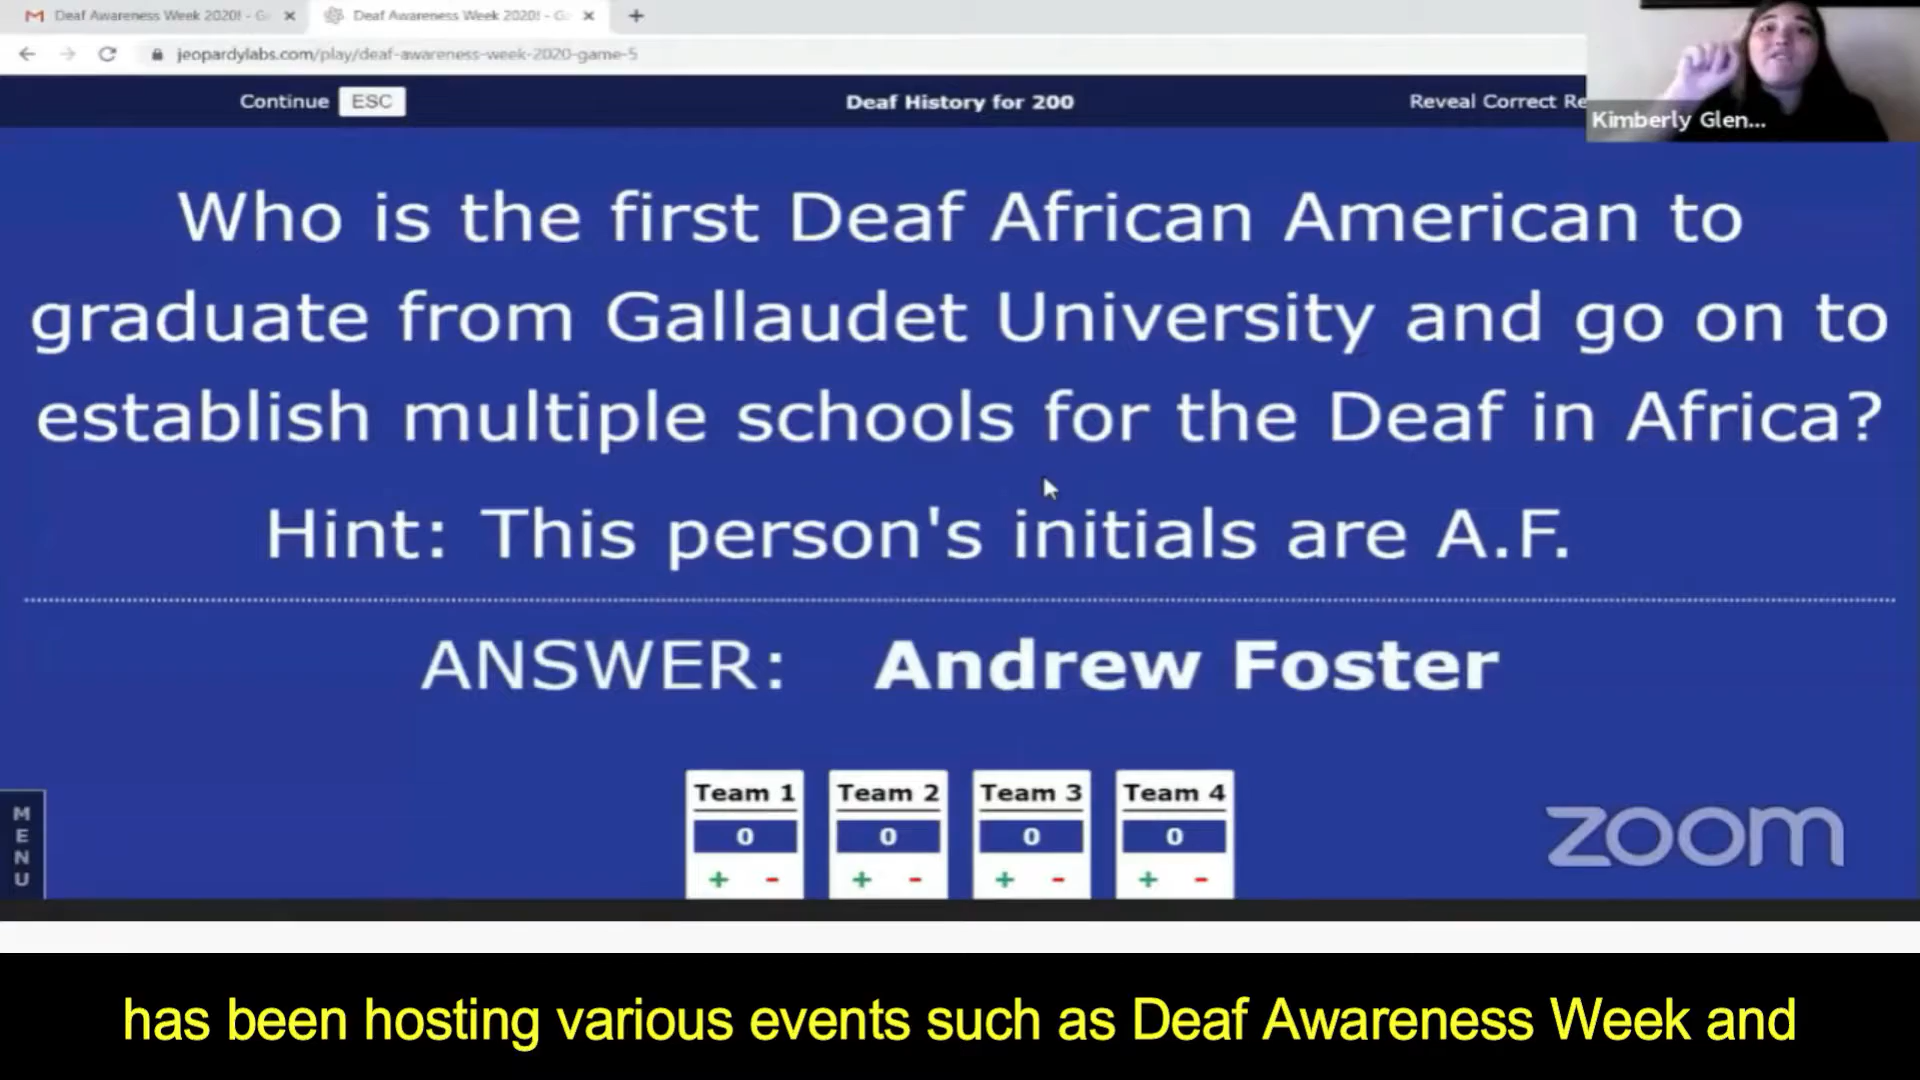 Deaf Awareness Week 2020! - G
Deaf Awareness Week 2020! - G
jeopardylabs.com/play/deaf-awareness-week-2020-game-5
Continue ESC
Deaf History for 200
Reveal Correct Re
Kimberly Glen...
Who is the first Deaf African American to
graduate from Gallaudet University and go on to
establish multiple schools for the Deaf in Africa?
Hint: This person's initials are A.F.
ANSWER: Andrew Foster
MENU
Team 1 Team 2 Team 3 Team 4
0 0 0 0
+ - + - + - + -
zoom
has been hosting various events such as Deaf Awareness Week and